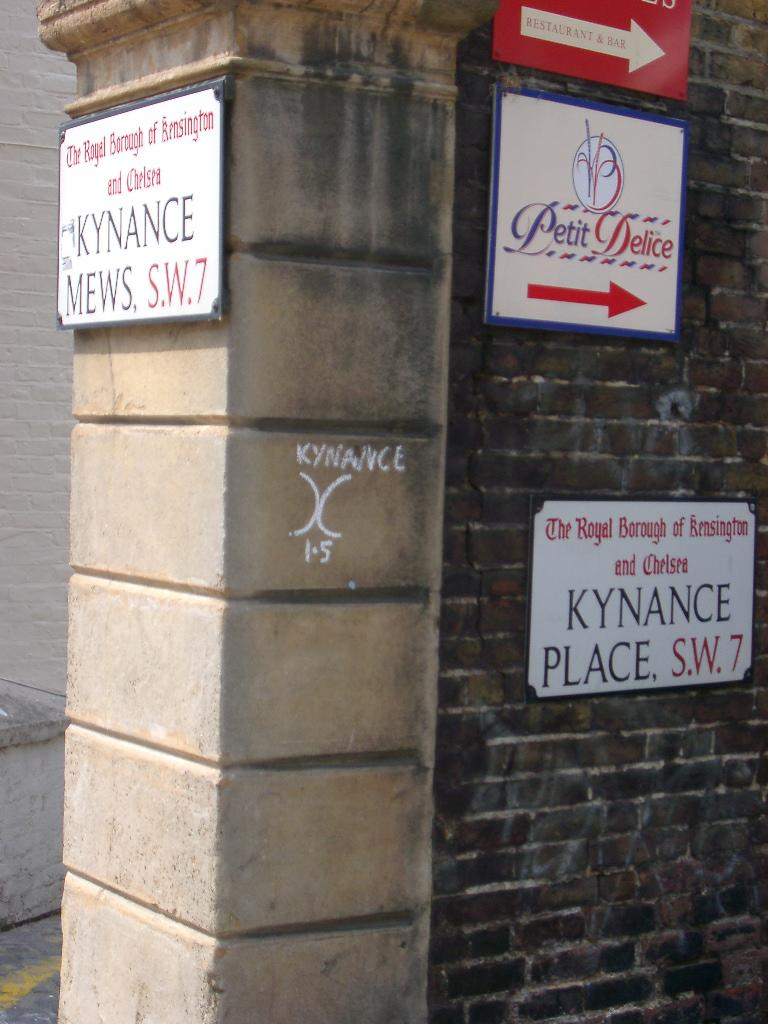 RESTAURANT & BAR
The Royal Borough of Kensington
and Chelsea
KYNANCE
MEWS, S.W.7
Petit Delice
KYNANCE
1.5
The Royal Borough of Kensington
and Chelsea
KYNANCE
PLACE, S.W.7